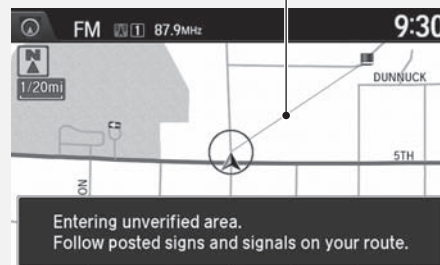 FM 1 87.9MHz 9:30
N
1/20mi
DUNNUCK
5TH
ON
Entering unverified area.
Follow posted signs and signals on your route.